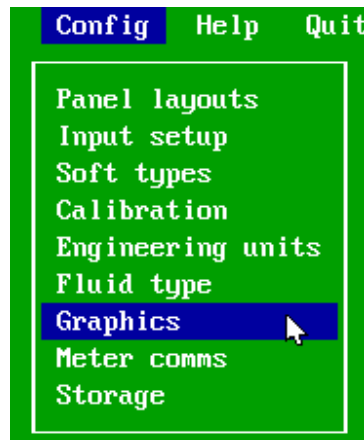 Config Help Quit
Panel layouts
Input setup
Soft types
Calibration
Engineering units
Fluid type
Graphics
Meter comms
Storage